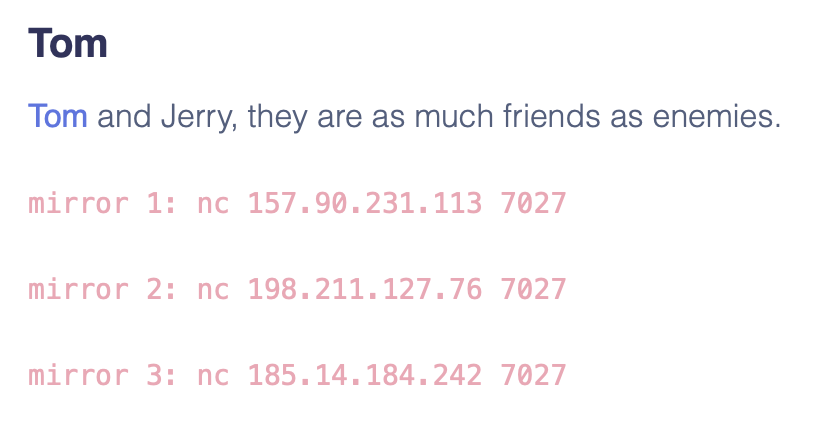 Tom
Tom and Jerry, they are as much friends as enemies.
mirror 1: nc 157.90.231.113 7027
mirror 2: nc 198.211.127.76 7027
mirror 3: nc 185.14.184.242 7027